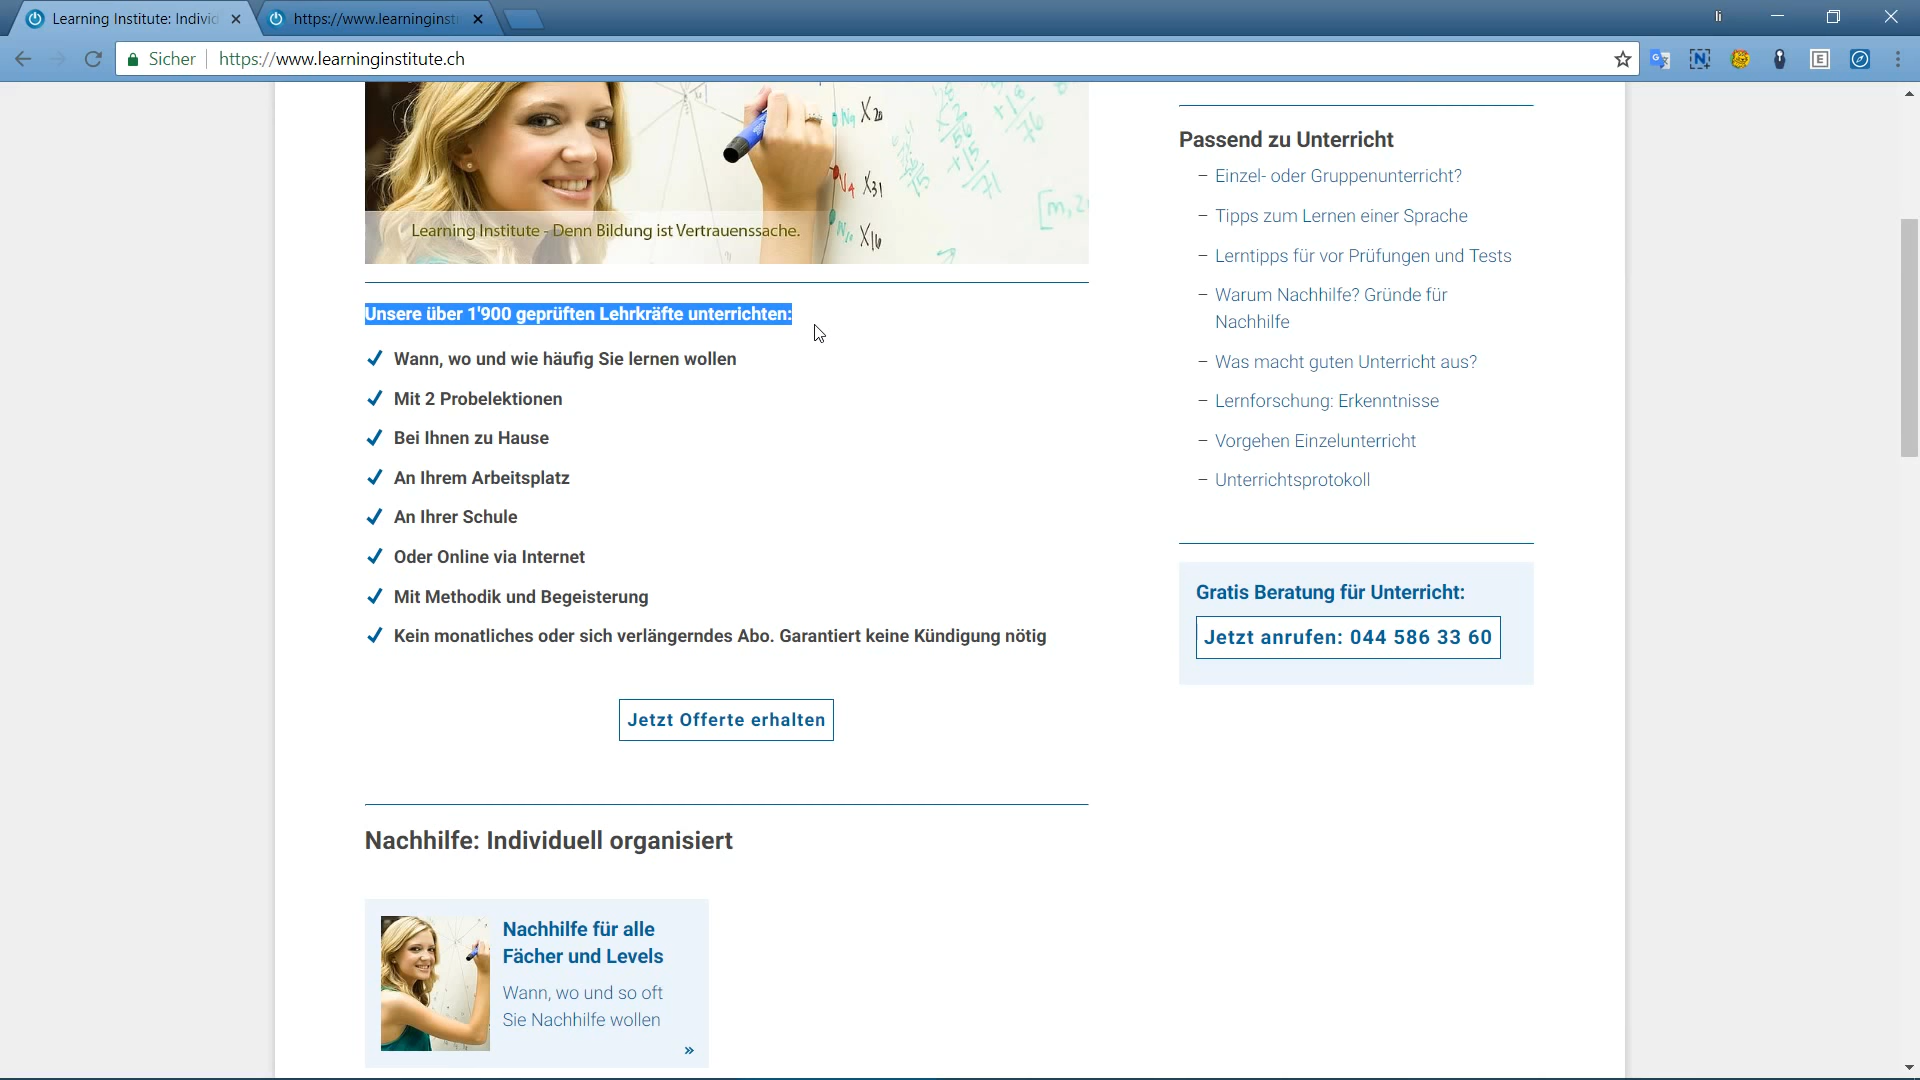 Learning Institute: Individ
https://www.learninginsti
li
Sicher
https://www.learninginstitute.ch
X20
X31
X16
Learning Institute - Denn Bildung ist Vertrauenssache.
Unsere über 1'900 geprüften Lehrkräfte unterrichten:
Wann, wo und wie häufig Sie lernen wollen
Mit 2 Probelektionen
Bei Ihnen zu Hause
An Ihrem Arbeitsplatz
An Ihrer Schule
Oder Online via Internet
Mit Methodik und Begeisterung
Kein monatliches oder sich verlängerndes Abo. Garantiert keine Kündigung nötig
Jetzt Offerte erhalten
Nachhilfe: Individuell organisiert
Nachhilfe für alle
Fächer und Levels
Wann, wo und so oft
Sie Nachhilfe wollen
»
Passend zu Unterricht
– Einzel- oder Gruppenunterricht?
– Tipps zum Lernen einer Sprache
– Lerntipps für vor Prüfungen und Tests
– Warum Nachhilfe? Gründe für
Nachhilfe
– Was macht guten Unterricht aus?
– Lernforschung: Erkenntnisse
– Vorgehen Einzelunterricht
– Unterrichtsprotokoll
Gratis Beratung für Unterricht:
Jetzt anrufen: 044 586 33 60